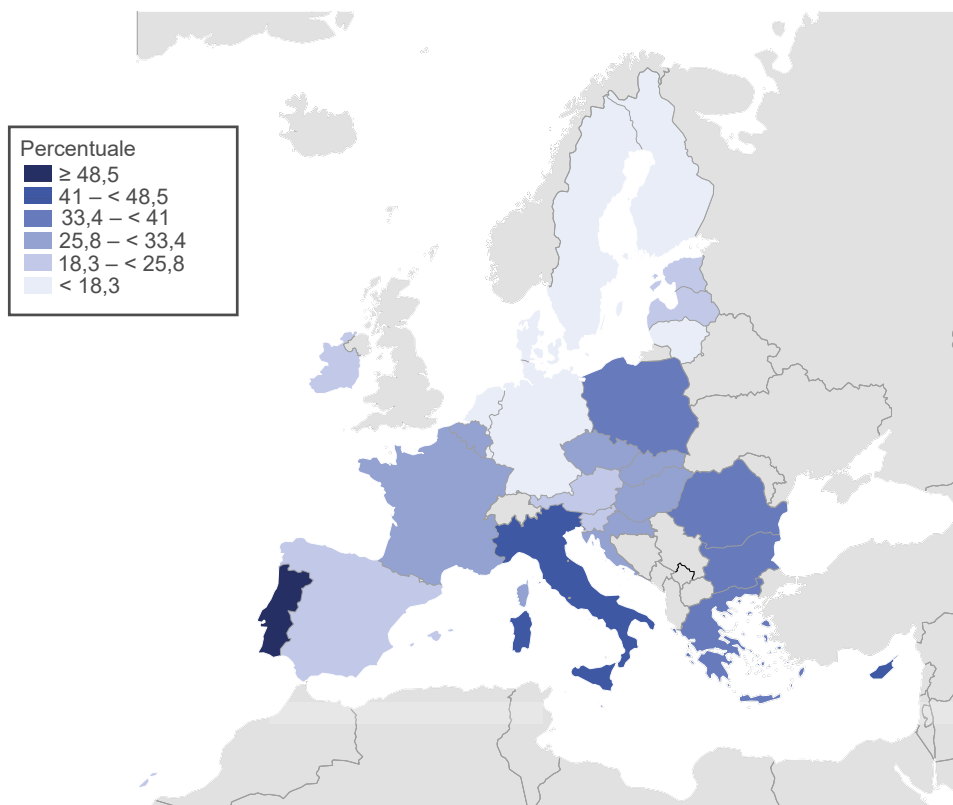 Percentuale
≥ 48,5
41 – < 48,5
33,4 – < 41
25,8 – < 33,4
18,3 – < 25,8
< 18,3